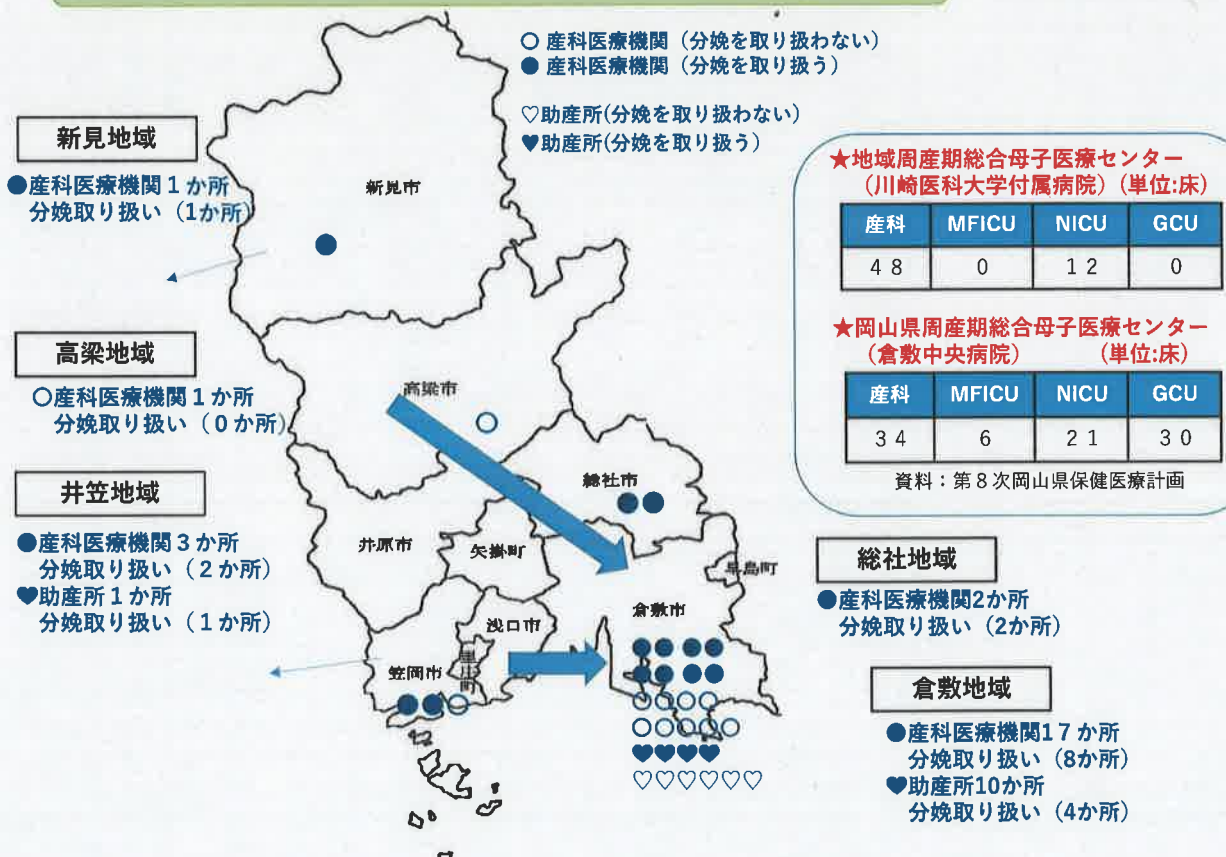 ○ 産科医療機関（分娩を取り扱わない）
● 産科医療機関（分娩を取り扱う）
♡助産所(分娩を取り扱わない)
♥助産所(分娩を取り扱う)
新見地域
●産科医療機関１か所
分娩取り扱い（1か所）
高梁地域
○産科医療機関１か所
分娩取り扱い（０か所）
井笠地域
●産科医療機関３か所
分娩取り扱い（２か所）
♥助産所１か所
分娩取り扱い（１か所）
新見市
高梁市
総社市
井原市
矢掛町
早島町
倉敷市
浅口市
里庄町
笠岡市
★地域周産期総合母子医療センター
（川崎医科大学付属病院）(単位:床)
産科 MFICU NICU GCU
４８ ０ １２ ０
★岡山県周産期総合母子医療センター
（倉敷中央病院） (単位:床)
産科 MFICU NICU GCU
３４ ６ ２１ ３０
資料：第８次岡山県保健医療計画
総社地域
●産科医療機関2か所
分娩取り扱い（2か所）
倉敷地域
●産科医療機関17か所
分娩取り扱い（8か所）
♥助産所10か所
分娩取り扱い（4か所）